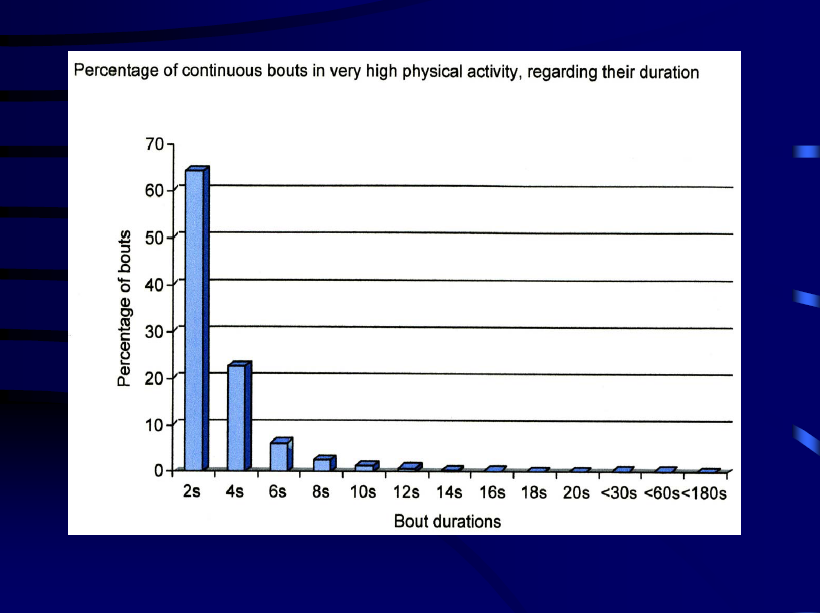 Percentage of continuous bouts in very high physical activity, regarding their duration
70
60
50
40
30
20
10
0
Percentage of bouts
2s 4s 6s 8s 10s 12s 14s 16s 18s 20s <30s <60s <180s
Bout durations